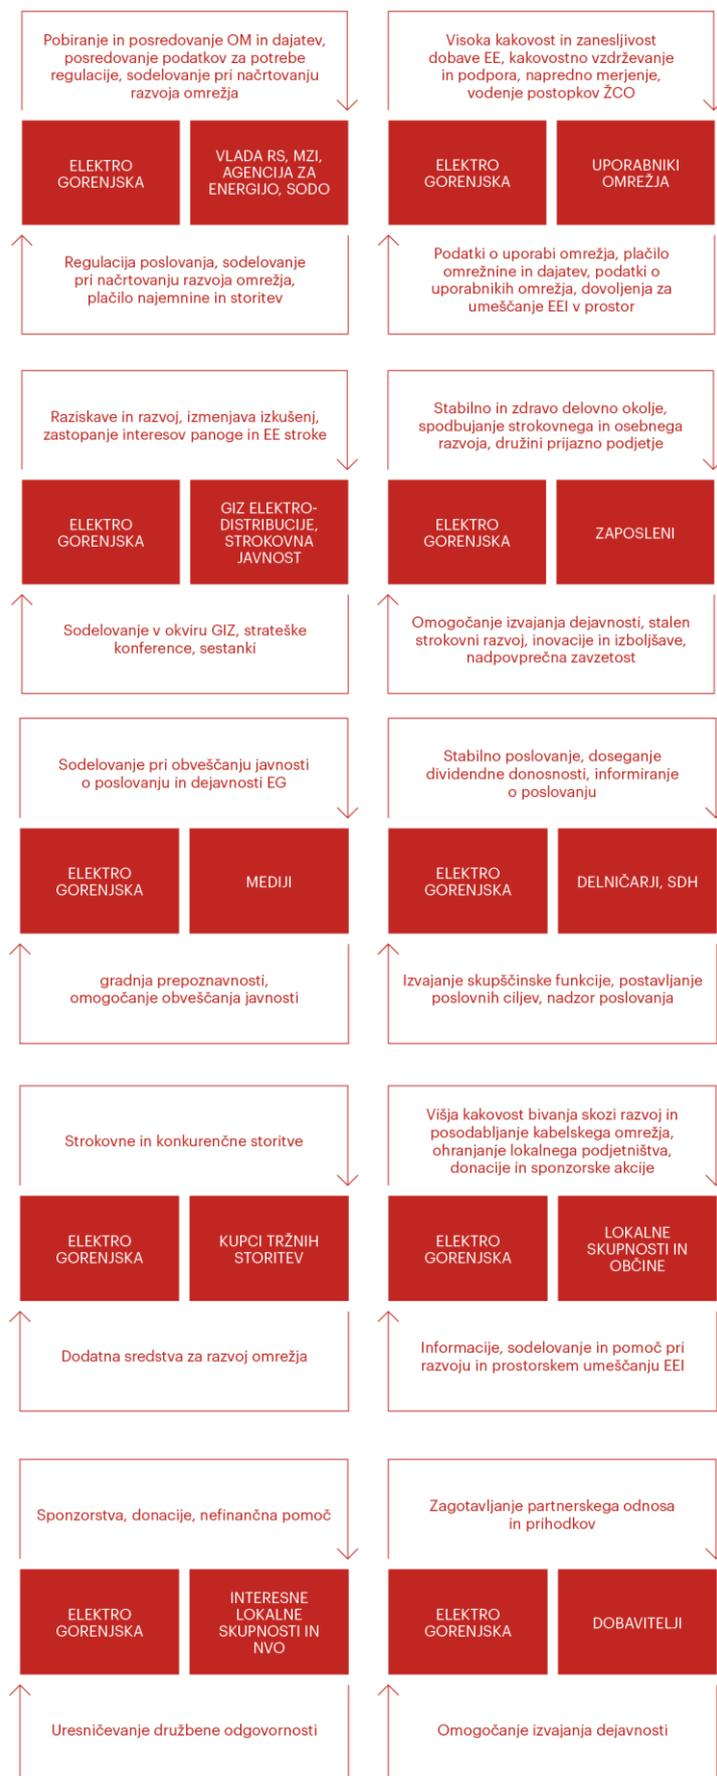 Pobiranje in posredovanje OM in dajatev,
posredovanje podatkov za potrebe
regulacije, sodelovanje pri načrtovanju
razvoja omrežja
ELEKTRO
GORENJSKA
VLADA RS, MZI,
AGENCIJA ZA
ENERGIJO, SODO
Regulacija poslovanja, sodelovanje
pri načrtovanju razvoja omrežja,
plačilo najemnine in storitev
Visoka kakovost in zanesljivost
dobave EE, kakovostno vzdrževanje
in podpora, napredno merjenje,
vodenje postopkov ŽCO
ELEKTRO
GORENJSKA
UPORABNIKI
OMREŽJA
Podatki o uporabi omrežja, plačilo
omrežnine in dajatev, podatki o
uporabnikih omrežja, dovoljenja za
umeščanje EEI v prostor
Raziskave in razvoj, izmenjava izkušenj,
zastopanje interesov panoge in EE stroke
ELEKTRO
GORENJSKA
GIZ ELEKTRO-
DISTRIBUCIJE,
STROKOVNA
JAVNOST
Sodelovanje v okviru GIZ, strateške
konference, sestanki
Stabilno in zdravo delovno okolje,
spodbujanje strokovnega in osebnega
razvoja, družini prijazno podjetje
ELEKTRO
GORENJSKA
ZAPOSLENI
Omogočanje izvajanja dejavnosti, stalen
strokovni razvoj, inovacije in izboljšave,
nadpovprečna zavzetost
Sodelovanje pri obveščanju javnosti
o poslovanju in dejavnosti EG
ELEKTRO
GORENJSKA
MEDIJI
gradnja prepoznavnosti,
omogočanje obveščanja javnosti
Stabilno poslovanje, doseganje
dividendne donosnosti, informiranje
o poslovanju
ELEKTRO
GORENJSKA
DELNIČARJI, SDH
Izvajanje skupščinske funkcije, postavljanje
poslovnih ciljev, nadzor poslovanja
Strokovne in konkurenčne storitve
ELEKTRO
GORENJSKA
KUPCI TRŽNIH
STORITEV
Dodatna sredstva za razvoj omrežja
Višja kakovost bivanja skozi razvoj in
posodabljanje kabelskega omrežja,
ohranjanje lokalnega podjetništva,
donacije in sponzorske akcije
ELEKTRO
GORENJSKA
LOKALNE
SKUPNOSTI IN
OBČINE
Informacije, sodelovanje in pomoč pri
razvoju in prostorskem umeščanju EEI
Sponzorstva, donacije, nefinančna pomoč
ELEKTRO
GORENJSKA
INTERESNE
LOKALNE
SKUPNOSTI IN
NVO
Uresničevanje družbene odgovornosti
Zagotavljanje partnerskega odnosa
in prihodkov
ELEKTRO
GORENJSKA
DOBAVITELJI
Omogočanje izvajanja dejavnosti